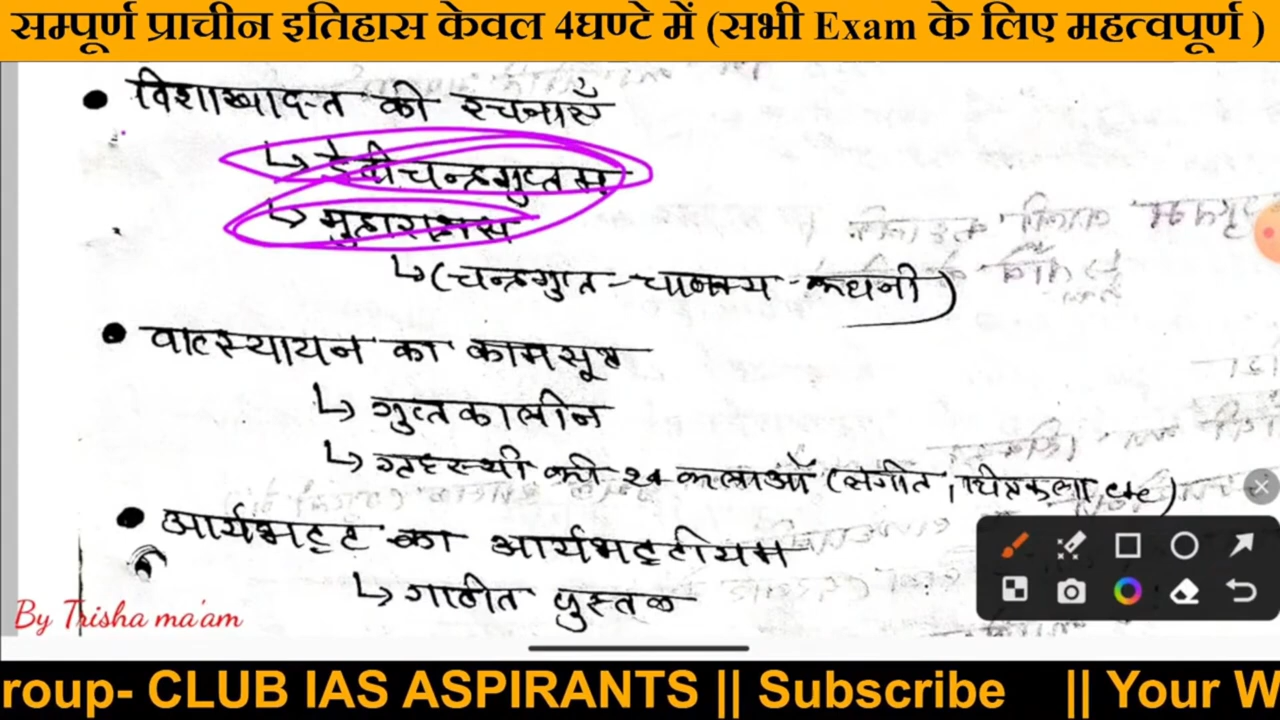 सम्पूर्ण प्राचीन इतिहास केवल 4घण्टे में (सभी Exam के लिए महत्वपूर्ण )
• विशाखादत्त की रचनाएँ
↳ देवीचन्द्रगुप्तम
↳ मुद्राराक्षस
↳ (चन्द्रगुप्त - चाणक्य - कथनी)
• वात्स्यायन का कामसूत्र
↳ गुप्तकालीन
↳ गृहस्थी की 24 कलाओं (संगीत, चित्रकला etc)
• आर्यभट्ट का आर्यभट्टीयम
↳ गणित पुस्तक
By Trisha ma'am
roup- CLUB IAS ASPIRANTS || Subscribe || Your W